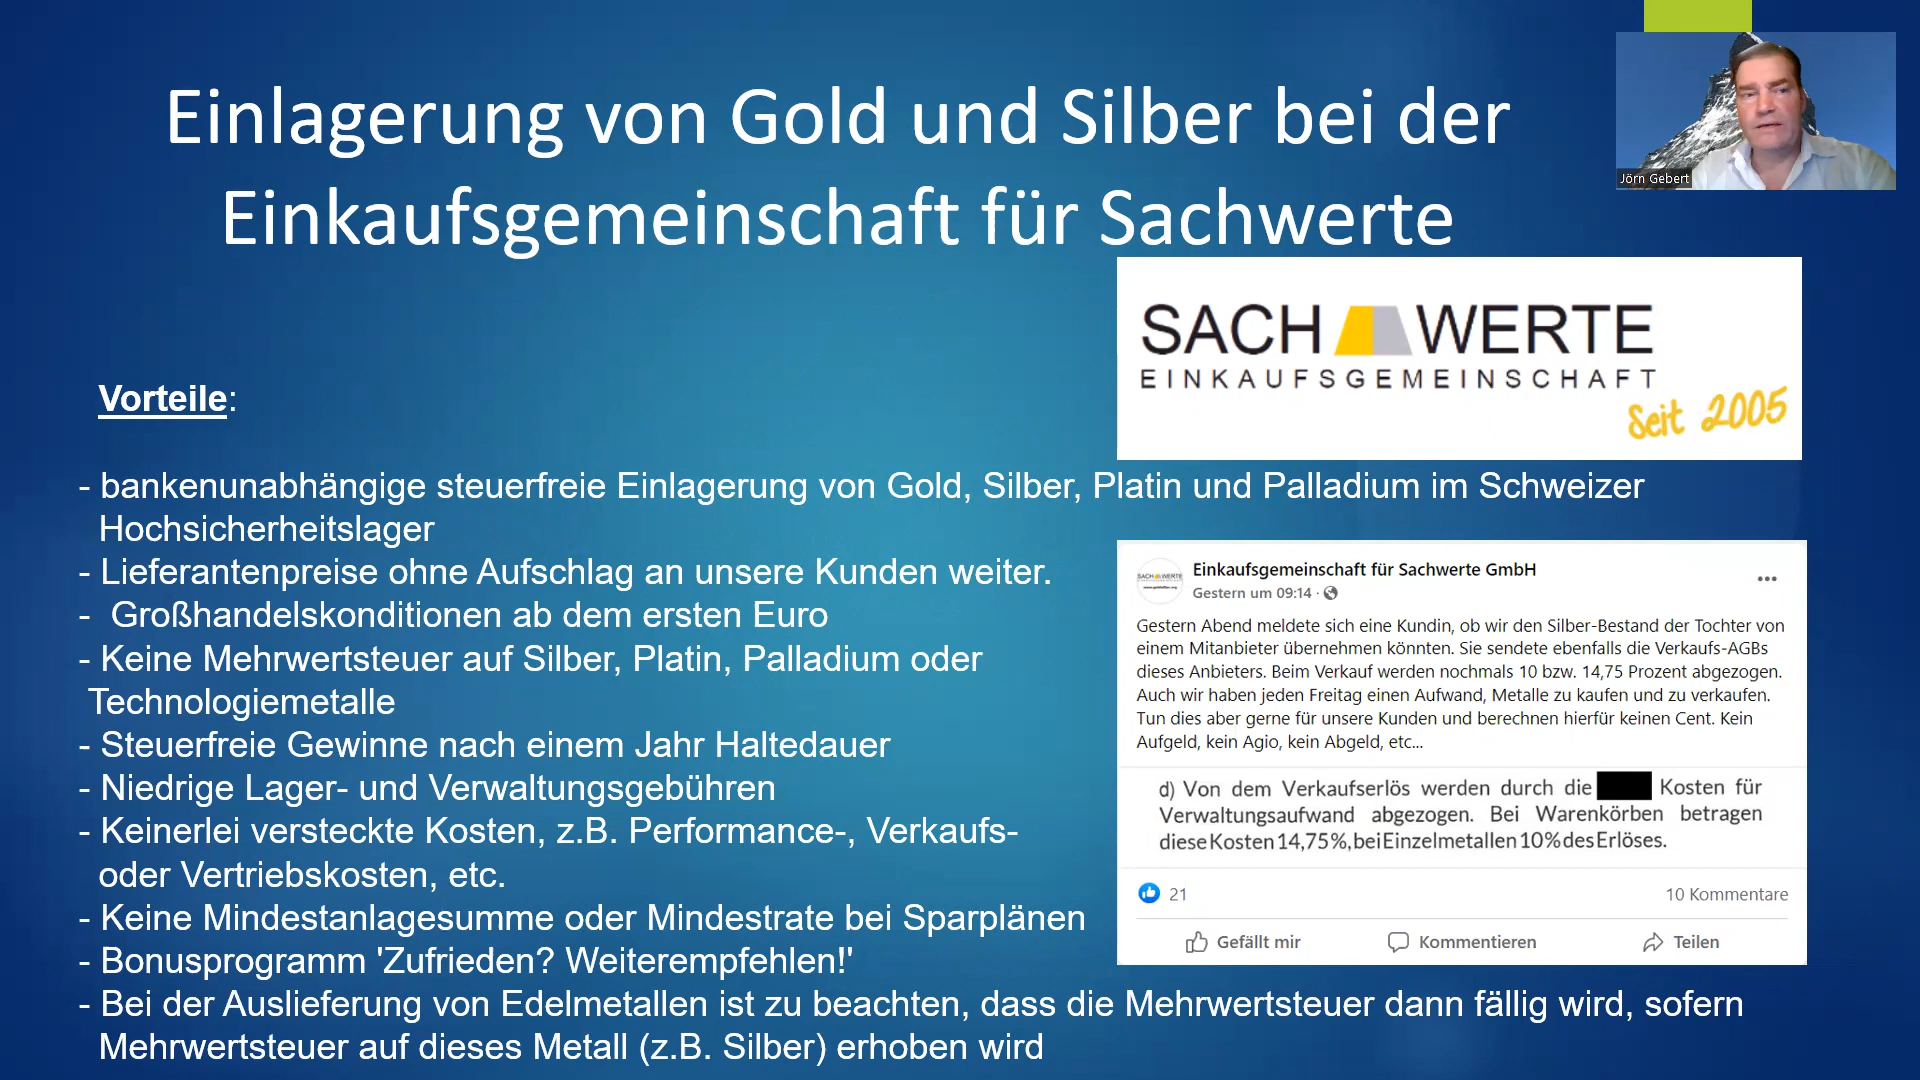 Einlagerung von Gold und Silber bei der
Einkaufsgemeinschaft für Sachwerte
Jörn Gebert
SACH WERTE
EINKAUFSGEMEINSCHAFT
Seit 2005
Vorteile:
- bankenunabhängige steuerfreie Einlagerung von Gold, Silber, Platin und Palladium im Schweizer
Hochsicherheitslager
- Lieferantenpreise ohne Aufschlag an unsere Kunden weiter.
- Großhandelskonditionen ab dem ersten Euro
- Keine Mehrwertsteuer auf Silber, Platin, Palladium oder
Technologiemetalle
- Steuerfreie Gewinne nach einem Jahr Haltedauer
- Niedrige Lager- und Verwaltungsgebühren
- Keinerlei versteckte Kosten, z.B. Performance-, Verkaufs-
oder Vertriebskosten, etc.
- Keine Mindestanlagesumme oder Mindestrate bei Sparplänen
- Bonusprogramm 'Zufrieden? Weiterempfehlen!'
- Bei der Auslieferung von Edelmetallen ist zu beachten, dass die Mehrwertsteuer dann fällig wird, sofern
Mehrwertsteuer auf dieses Metall (z.B. Silber) erhoben wird
SACH WERTE
Einkaufsgemeinschaft für Sachwerte GmbH
Gestern um 09:14 ·
Gestern Abend meldete sich eine Kundin, ob wir den Silber-Bestand der Tochter von
einem Mitanbieter übernehmen könnten. Sie sendete ebenfalls die Verkaufs-AGBs
dieses Anbieters. Beim Verkauf werden nochmals 10 bzw. 14,75 Prozent abgezogen.
Auch wir haben jeden Freitag einen Aufwand, Metalle zu kaufen und zu verkaufen.
Tun dies aber gerne für unsere Kunden und berechnen hierfür keinen Cent. Kein
Aufgeld, kein Agio, kein Abgeld, etc...
d) Von dem Verkaufserlös werden durch die Kosten für
Verwaltungsaufwand abgezogen. Bei Warenkörben betragen
diese Kosten 14,75%, bei Einzelmetallen 10% des Erlöses.
21
10 Kommentare
Gefällt mir
Kommentieren
Teilen